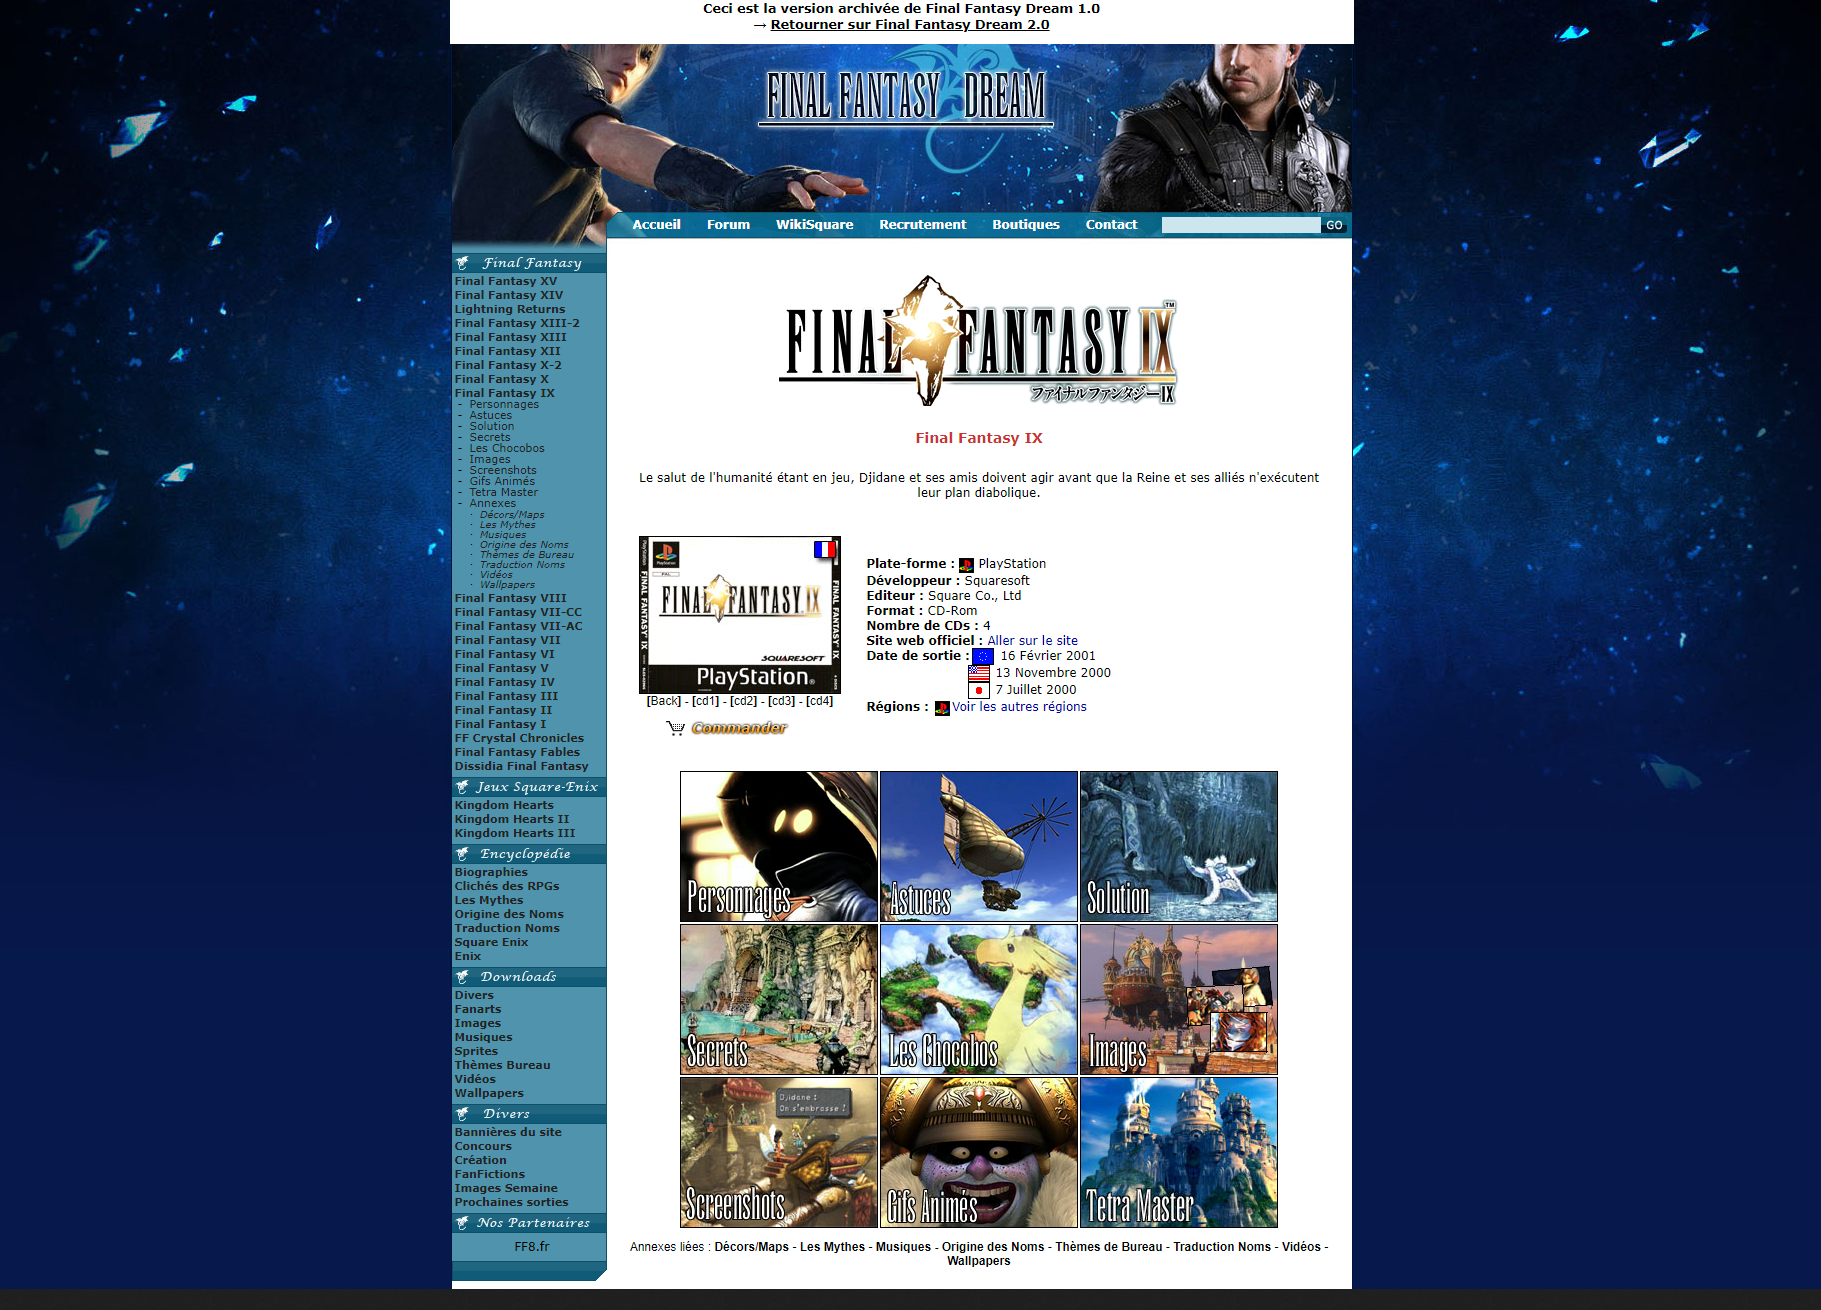 Ceci est la version archivée de Final Fantasy Dream 1.0
→ Retourner sur Final Fantasy Dream 2.0
FINAL FANTASY DREAM
Accueil Forum WikiSquare Recrutement Boutiques Contact GO
Final Fantasy
Final Fantasy XV
Final Fantasy XIV
Lightning Returns
Final Fantasy XIII-2
Final Fantasy XIII
Final Fantasy XII
Final Fantasy X-2
Final Fantasy X
Final Fantasy IX
- Personnages
- Astuces
- Solution
- Secrets
- Les Chocobos
- Images
- Screenshots
- Gifs Animés
- Tetra Master
- Annexes
· Décors/Maps
· Les Mythes
· Musiques
· Origine des Noms
· Thèmes de Bureau
· Traduction Noms
· Vidéos
· Wallpapers
Final Fantasy VIII
Final Fantasy VII-CC
Final Fantasy VII-AC
Final Fantasy VII
Final Fantasy VI
Final Fantasy V
Final Fantasy IV
Final Fantasy III
Final Fantasy II
Final Fantasy I
FF Crystal Chronicles
Final Fantasy Fables
Dissidia Final Fantasy
Jeux Square-Enix
Kingdom Hearts
Kingdom Hearts II
Kingdom Hearts III
Encyclopédie
Biographies
Clichés des RPGs
Les Mythes
Origine des Noms
Traduction Noms
Square Enix
Enix
Downloads
Divers
Fanarts
Images
Musiques
Sprites
Thèmes Bureau
Vidéos
Wallpapers
Divers
Bannières du site
Concours
Création
FanFictions
Images Semaine
Prochaines sorties
Nos Partenaires
FF8.fr
FINAL FANTASY IX
TM
ファイナルファンタジーIX
Final Fantasy IX
Le salut de l'humanité étant en jeu, Djidane et ses amis doivent agir avant que la Reine et ses alliés n'exécutent
leur plan diabolique.
PlayStation
PAL
FINAL FANTASY IX
FINAL FANTASY IX
FINAL FANTASY IX
SQUARESOFT
PlayStation®
[Back] - [cd1] - [cd2] - [cd3] - [cd4]
Commander
Plate-forme : PlayStation
Développeur : Squaresoft
Editeur : Square Co., Ltd
Format : CD-Rom
Nombre de CDs : 4
Site web officiel : Aller sur le site
Date de sortie : 16 Février 2001
13 Novembre 2000
7 Juillet 2000
Régions : Voir les autres régions
Personnages
Astuces
Solution
Secrets
Les Chocobos
Images
Djidane :
On s'embrasse !
Screenshots
Gifs Animés
Tetra Master
Annexes liées : Décors/Maps - Les Mythes - Musiques - Origine des Noms - Thèmes de Bureau - Traduction Noms - Vidéos -
Wallpapers